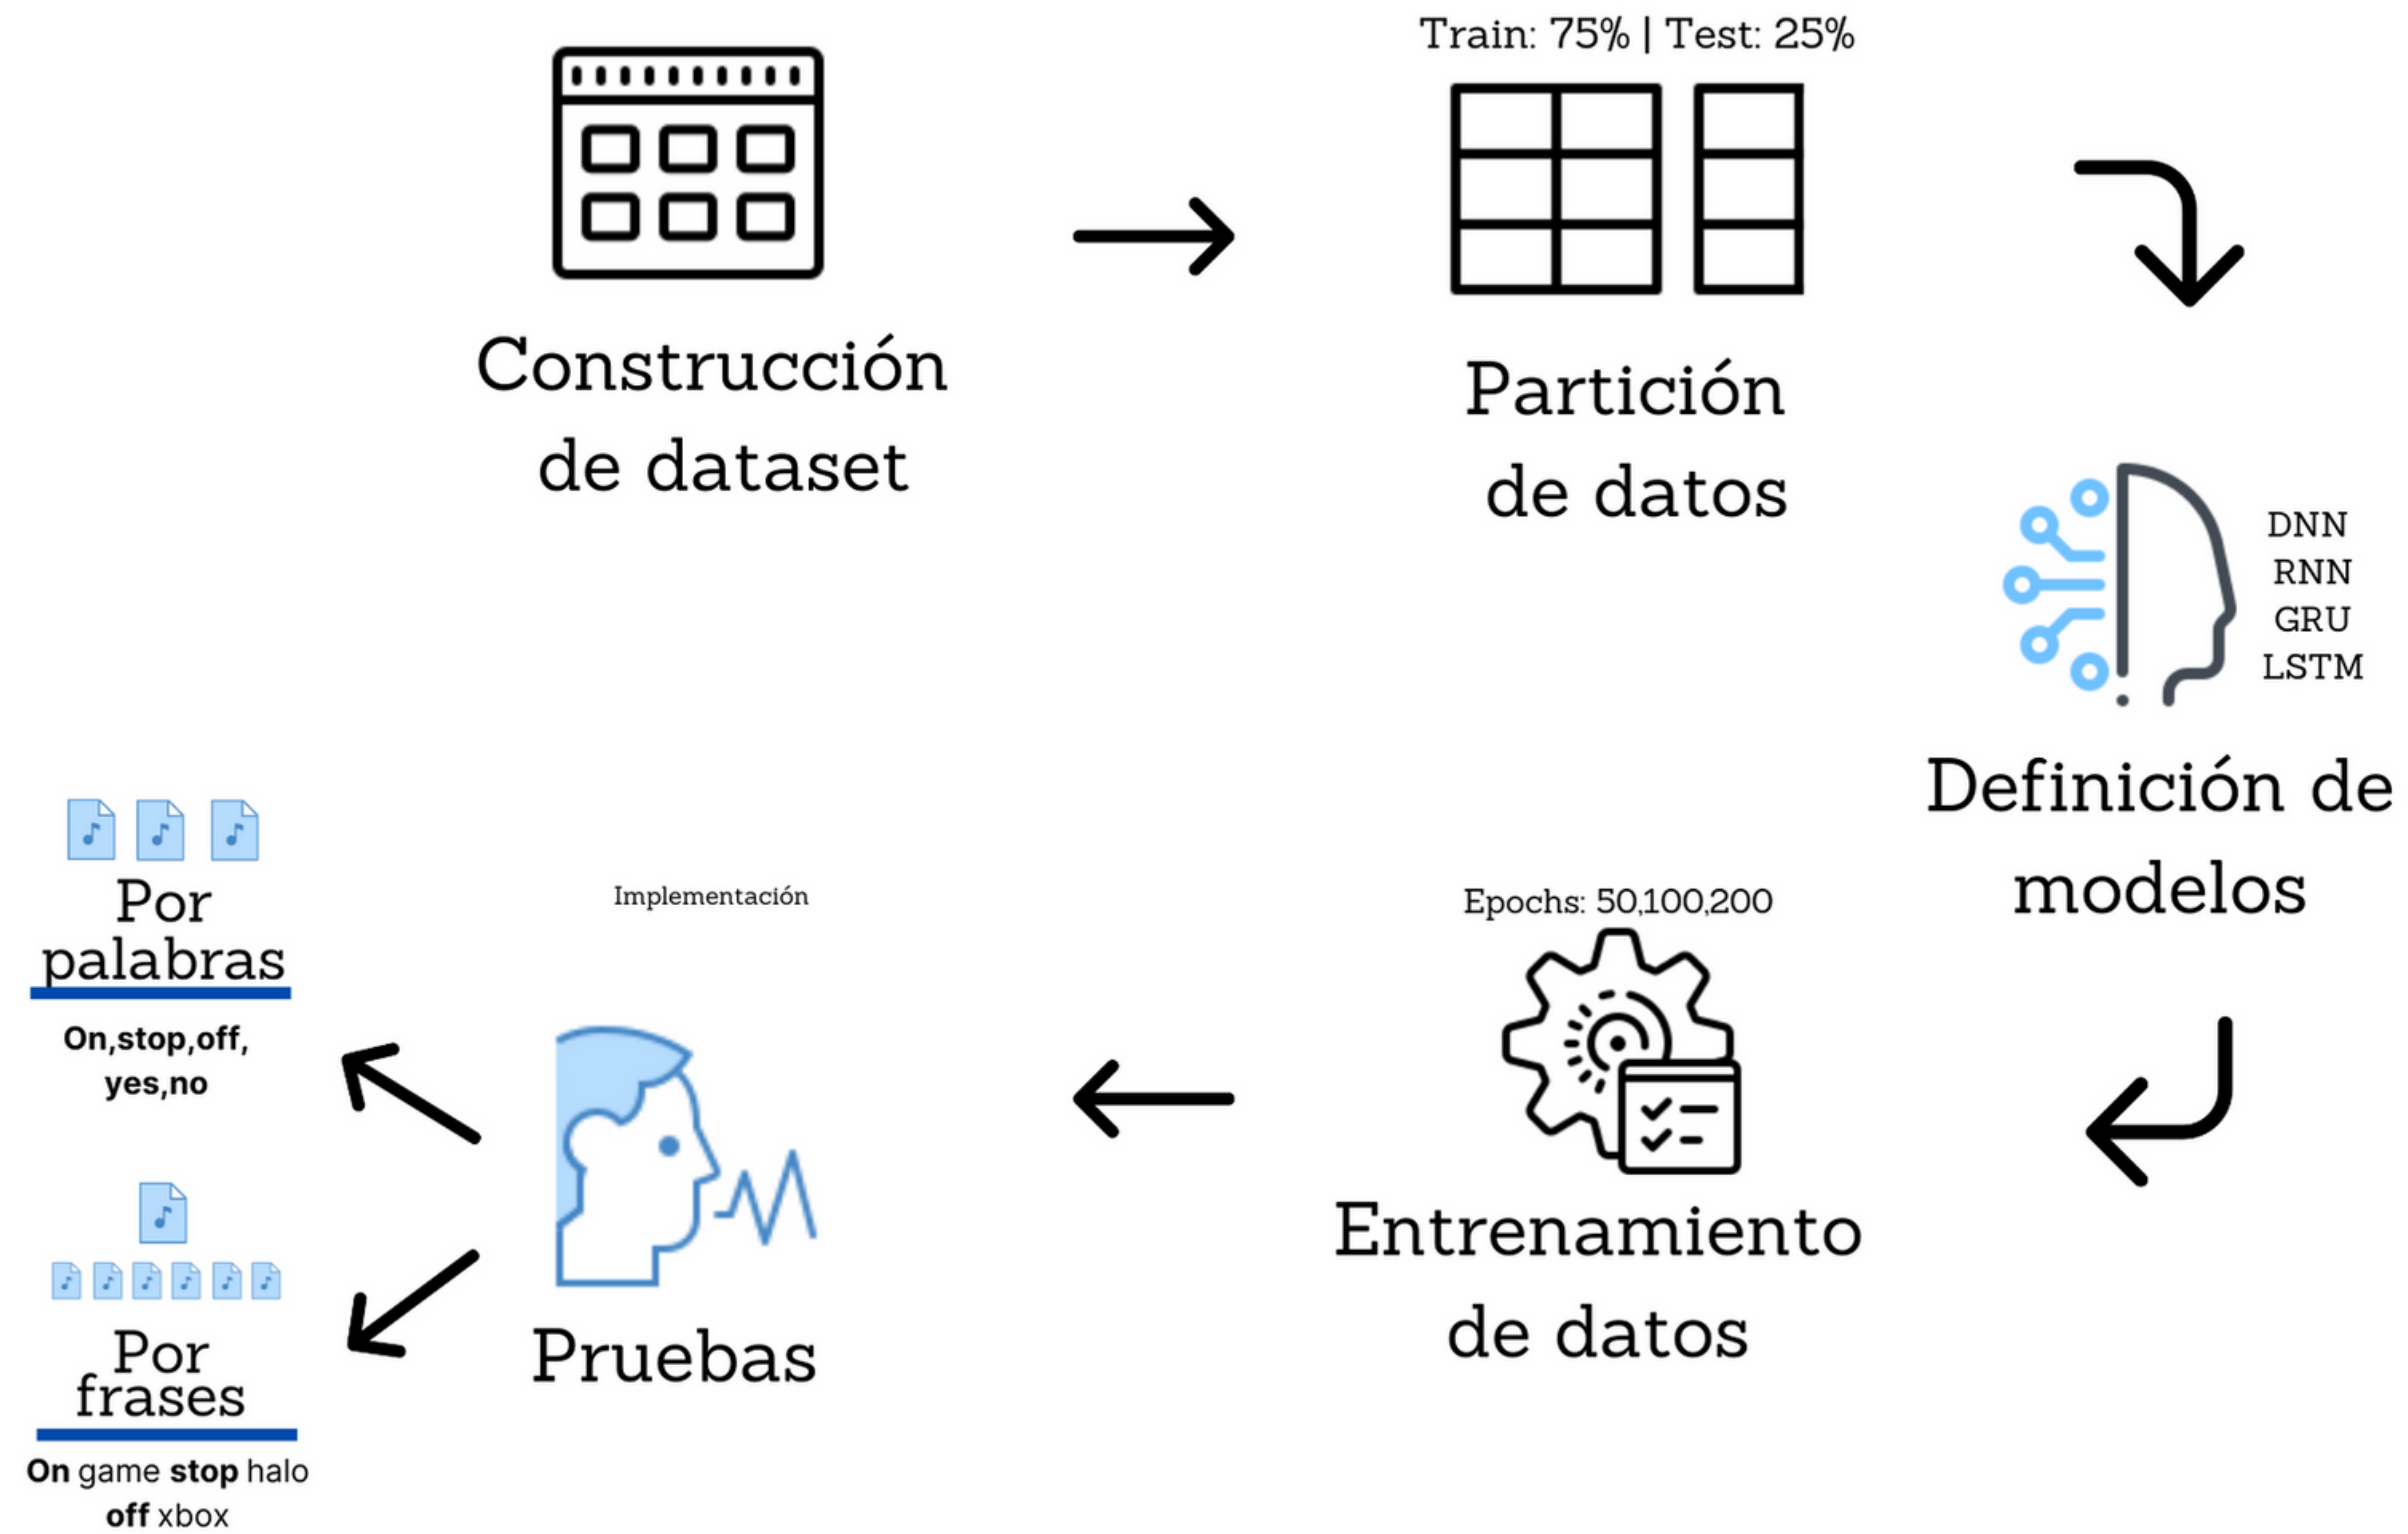 Train: 75% | Test: 25%
Construcción
de dataset
Partición
de datos
DNN
RNN
GRU
LSTM
Definición de
modelos
Epochs: 50,100,200
Entrenamiento
de datos
Implementación
Pruebas
Por
palabras
On,stop,off,
yes,no
Por
frases
On game stop halo
off xbox